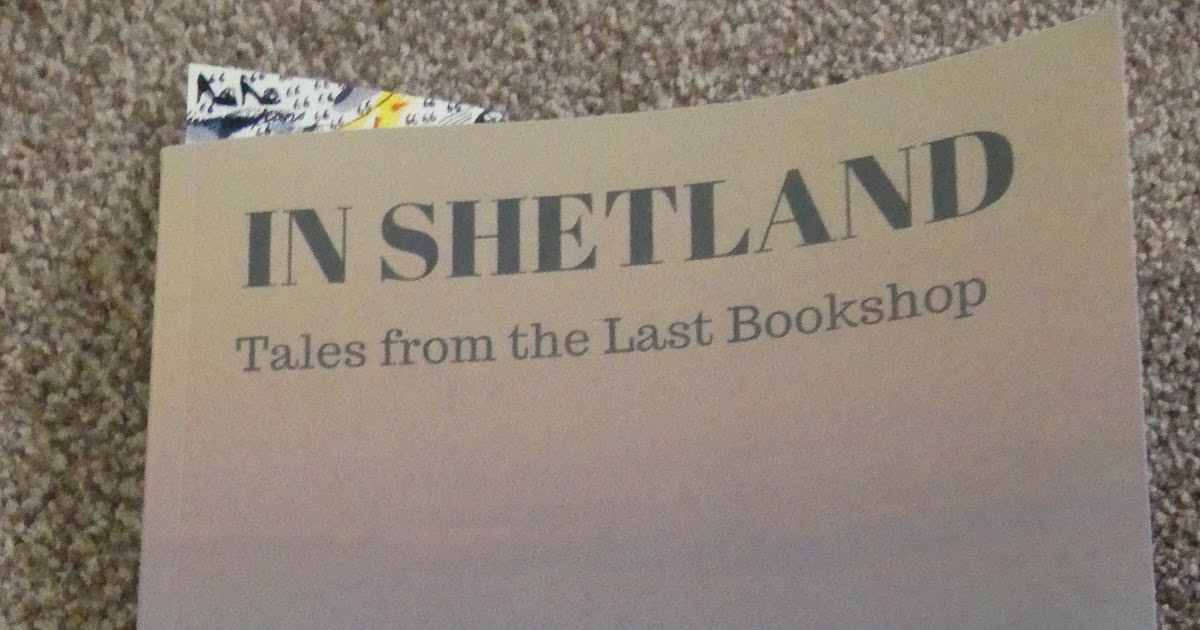 IN SHETLAND
Tales from the Last Bookshop